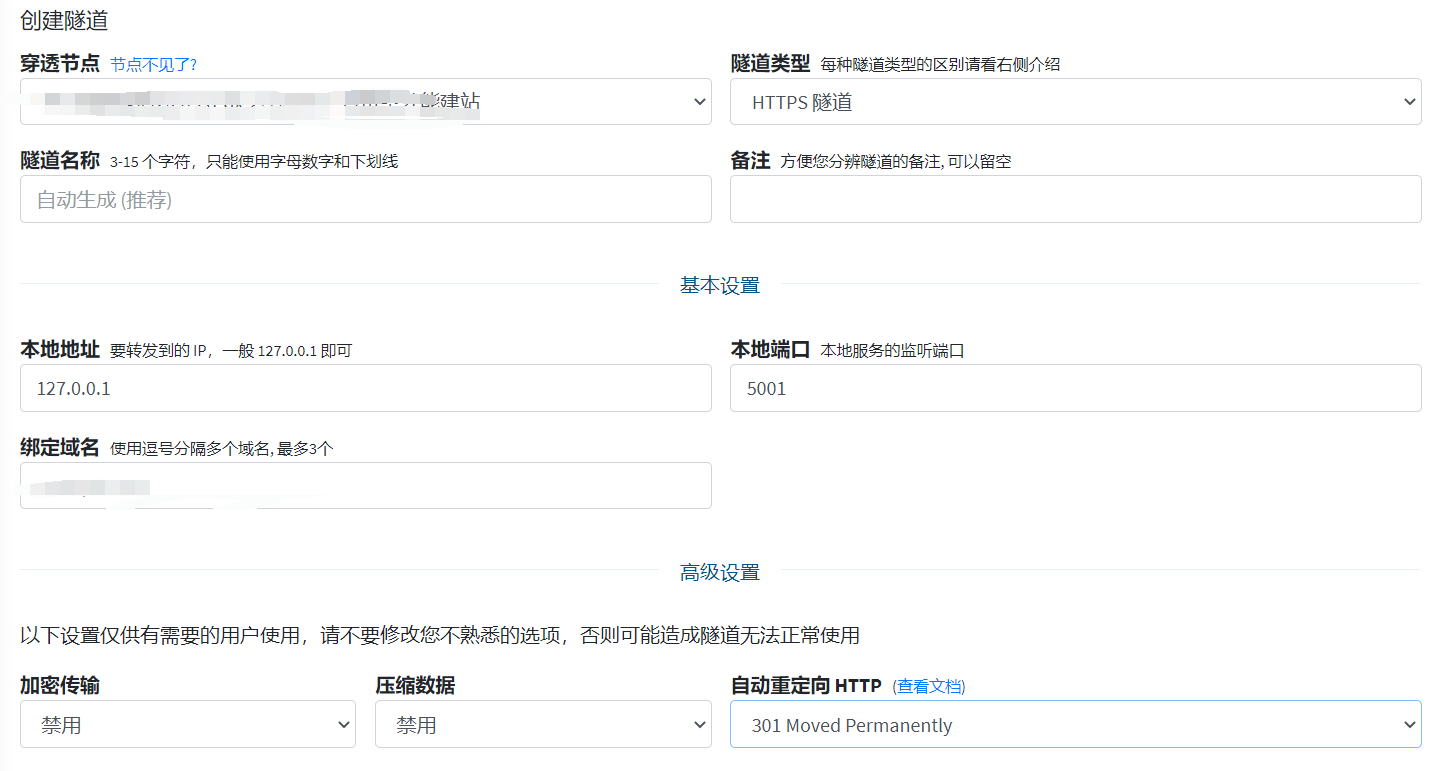 创建隧道
穿透节点 节点不见了?
隧道类型 每种隧道类型的区别请看右侧介绍
能建站
HTTPS 隧道
隧道名称 3-15 个字符，只能使用字母数字和下划线
备注 方便您分辨隧道的备注, 可以留空
自动生成 (推荐)
基本设置
本地地址 要转发到的 IP，一般 127.0.0.1 即可
本地端口 本地服务的监听端口
127.0.0.1
5001
绑定域名 使用逗号分隔多个域名, 最多3个
高级设置
以下设置仅供有需要的用户使用，请不要修改您不熟悉的选项，否则可能造成隧道无法正常使用
加密传输
压缩数据
自动重定向 HTTP (查看文档)
禁用
禁用
301 Moved Permanently